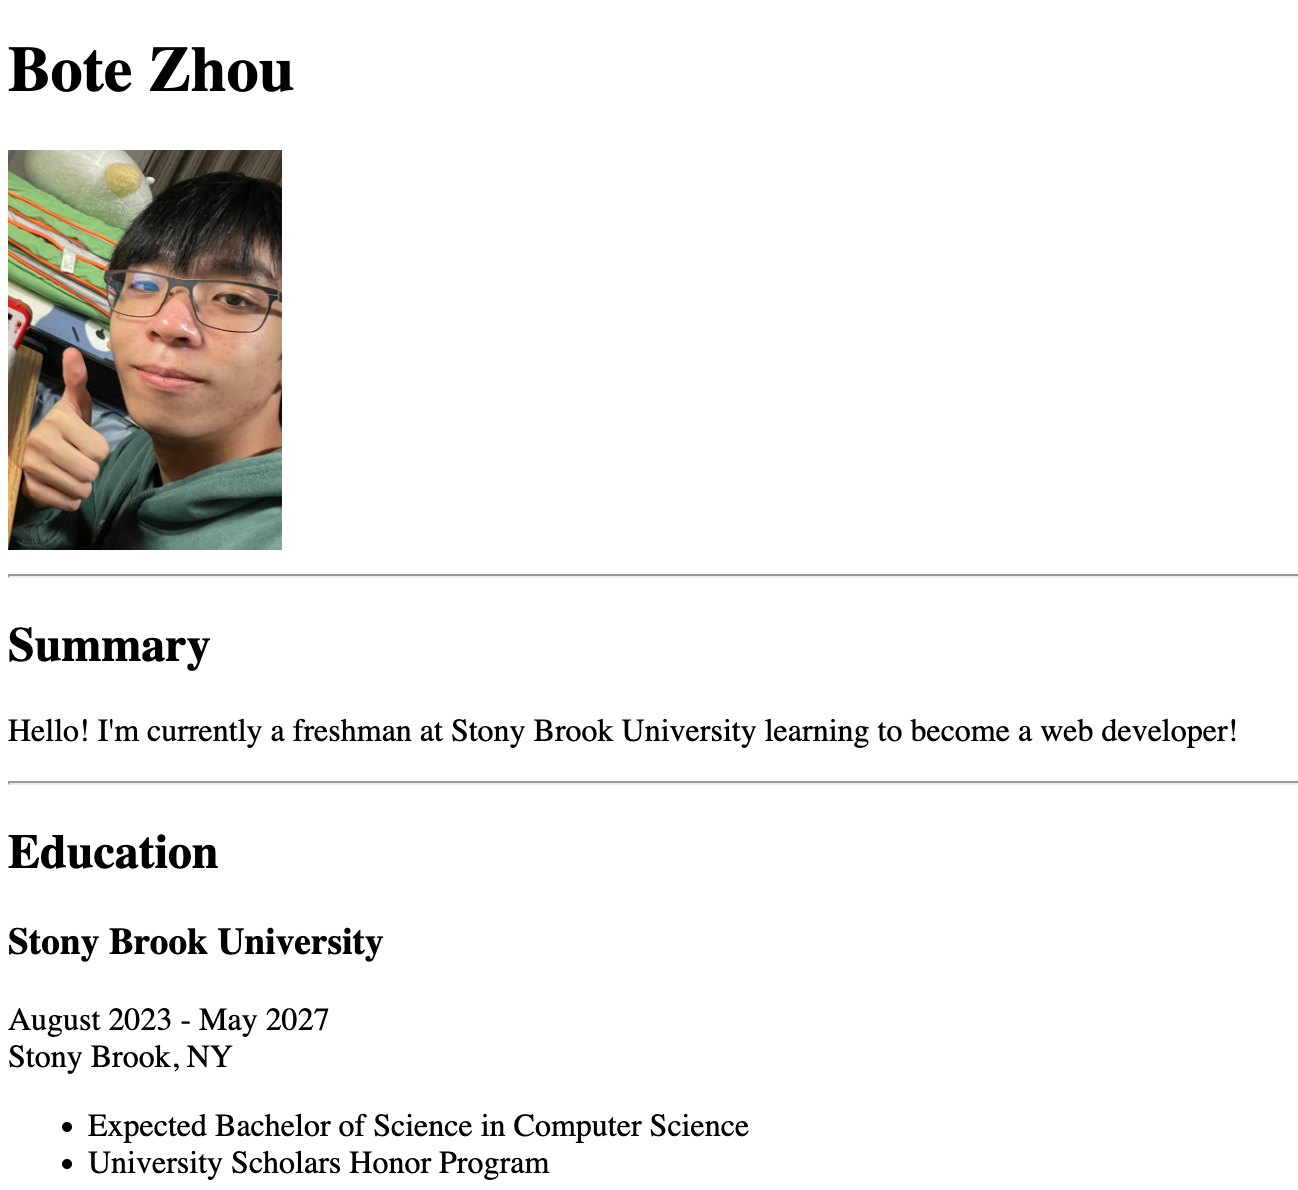 Bote Zhou
Summary
Hello! I'm currently a freshman at Stony Brook University learning to become a web developer!
Education
Stony Brook University
August 2023 - May 2027
Stony Brook, NY
Expected Bachelor of Science in Computer Science
University Scholars Honor Program